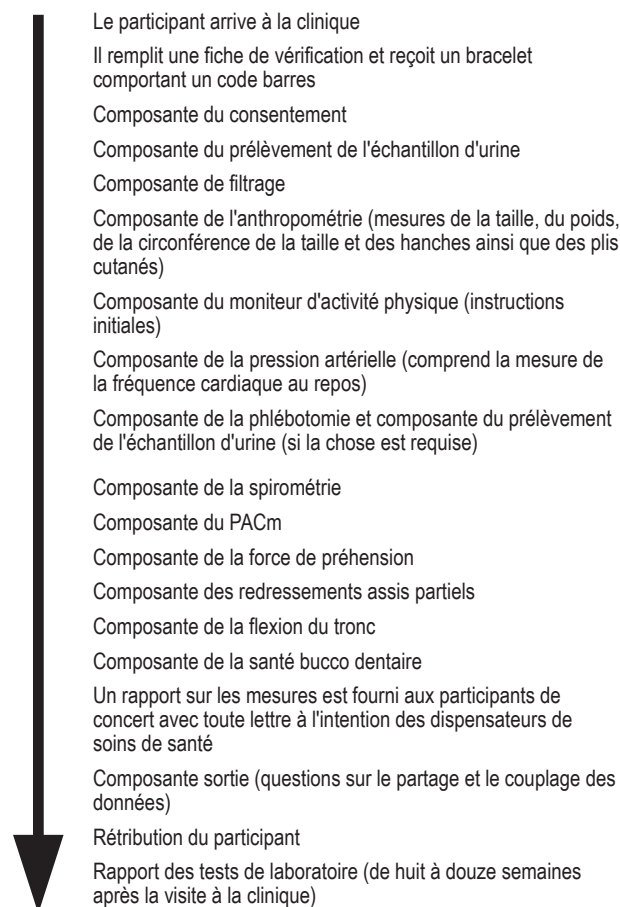 Le participant arrive à la clinique
Il remplit une fiche de vérification et reçoit un bracelet
comportant un code barres
Composante du consentement
Composante du prélèvement de l'échantillon d'urine
Composante de filtrage
Composante de l'anthropométrie (mesures de la taille, du poids,
de la circonférence de la taille et des hanches ainsi que des plis
cutanés)
Composante du moniteur d'activité physique (instructions
initiales)
Composante de la pression artérielle (comprend la mesure de
la fréquence cardiaque au repos)
Composante de la phlébotomie et composante du prélèvement
de l'échantillon d'urine (si la chose est requise)
Composante de la spirométrie
Composante du PACm
Composante de la force de préhension
Composante des redressements assis partiels
Composante de la flexion du tronc
Composante de la santé bucco dentaire
Un rapport sur les mesures est fourni aux participants de
concert avec toute lettre à l'intention des dispensateurs de
soins de santé
Composante sortie (questions sur le partage et le couplage des
données)
Rétribution du participant
Rapport des tests de laboratoire (de huit à douze semaines
après la visite à la clinique)